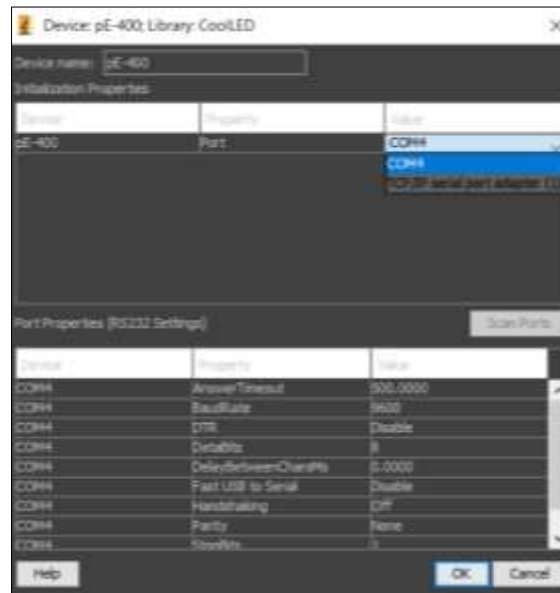 Device: pE-400; Library: CoolLED
Device name: pE-400
Initialization Properties
Device Property Value
pE-400 Port COM4
COM4
Port Properties (RS232 Settings) Scan Ports
Device Property Value
COM4 AnswerTimeout 500.0000
COM4 BaudRate 9600
COM4 DTR Disable
COM4 DataBits 8
COM4 DelayBetweenCharsMs 0.0000
COM4 Fast USB to Serial Disable
COM4 Handshaking Off
COM4 Parity None
COM4 StopBits
Help OK Cancel